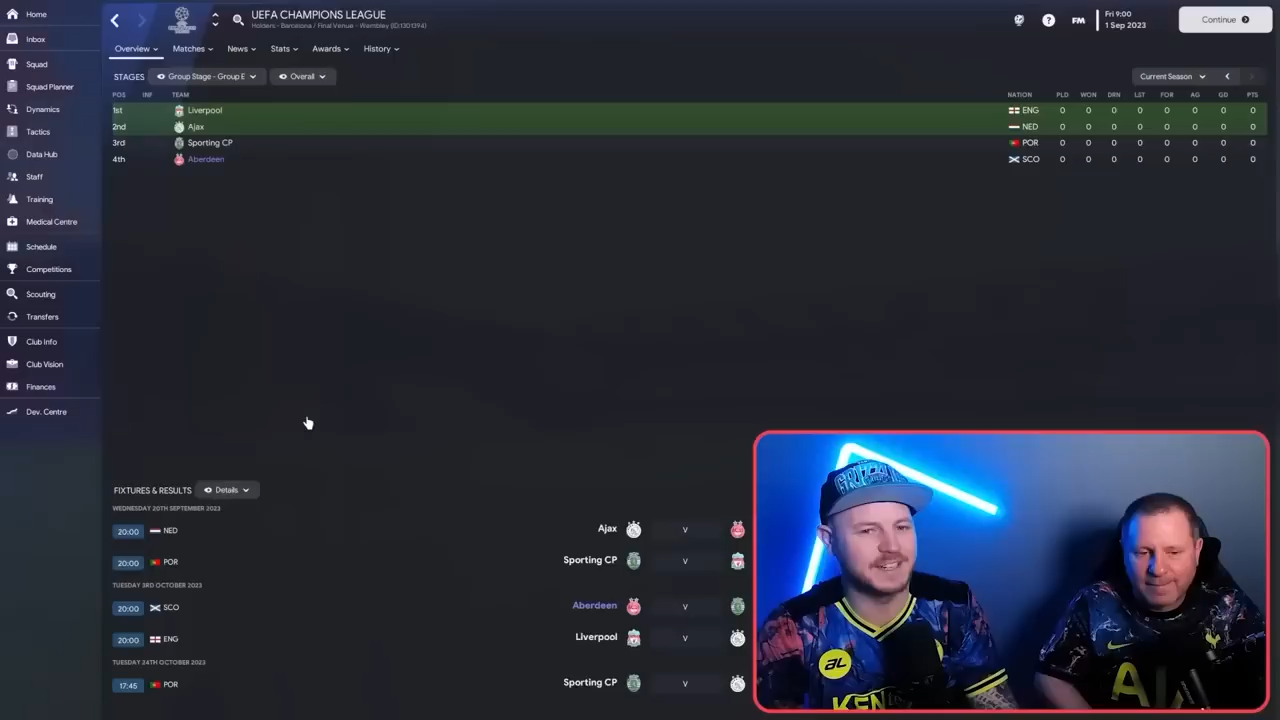 Home
Inbox
Squad
Squad Planner
Dynamics
Tactics
Data Hub
Staff
Training
Medical Centre
Schedule
Competitions
Scouting
Transfers
Club Info
Club Vision
Finances
Dev. Centre
UEFA CHAMPIONS LEAGUE
Holders - Barcelona / Final Venue - Wembley (ID:1301394)
FM
Fri 9:00
1 Sep 2023
Continue
Overview Matches News Stats Awards History
STAGES Group Stage - Group E Overall Current Season
POS INF TEAM NATION PLD WON DRN LST FOR AG GD PTS
1st Liverpool ENG 0 0 0 0 0 0 0 0
2nd Ajax NED 0 0 0 0 0 0 0 0
3rd Sporting CP POR 0 0 0 0 0 0 0 0
4th Aberdeen SCO 0 0 0 0 0 0 0 0
FIXTURES & RESULTS Details
WEDNESDAY 20TH SEPTEMBER 2023
20:00 NED Ajax v
20:00 POR Sporting CP v
TUESDAY 3RD OCTOBER 2023
20:00 SCO Aberdeen v
20:00 ENG Liverpool v
TUESDAY 24TH OCTOBER 2023
17:45 POR Sporting CP v
GRIZZLIES